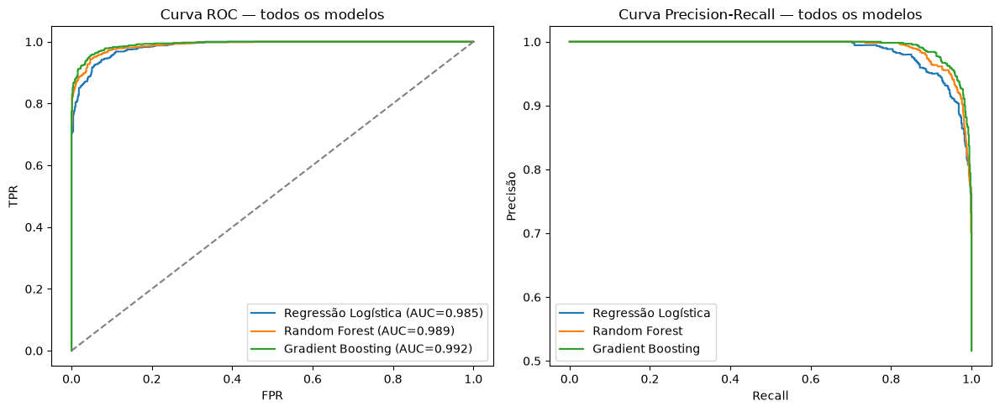 Curva ROC — todos os modelos
TPR
1.0
0.8
0.6
0.4
0.2
0.0
0.0 0.2 0.4 0.6 0.8 1.0
FPR
Regressão Logística (AUC=0.985)
Random Forest (AUC=0.989)
Gradient Boosting (AUC=0.992)
Curva Precision-Recall — todos os modelos
Precisão
1.0
0.9
0.8
0.7
0.6
0.5
0.0 0.2 0.4 0.6 0.8 1.0
Recall
Regressão Logística
Random Forest
Gradient Boosting